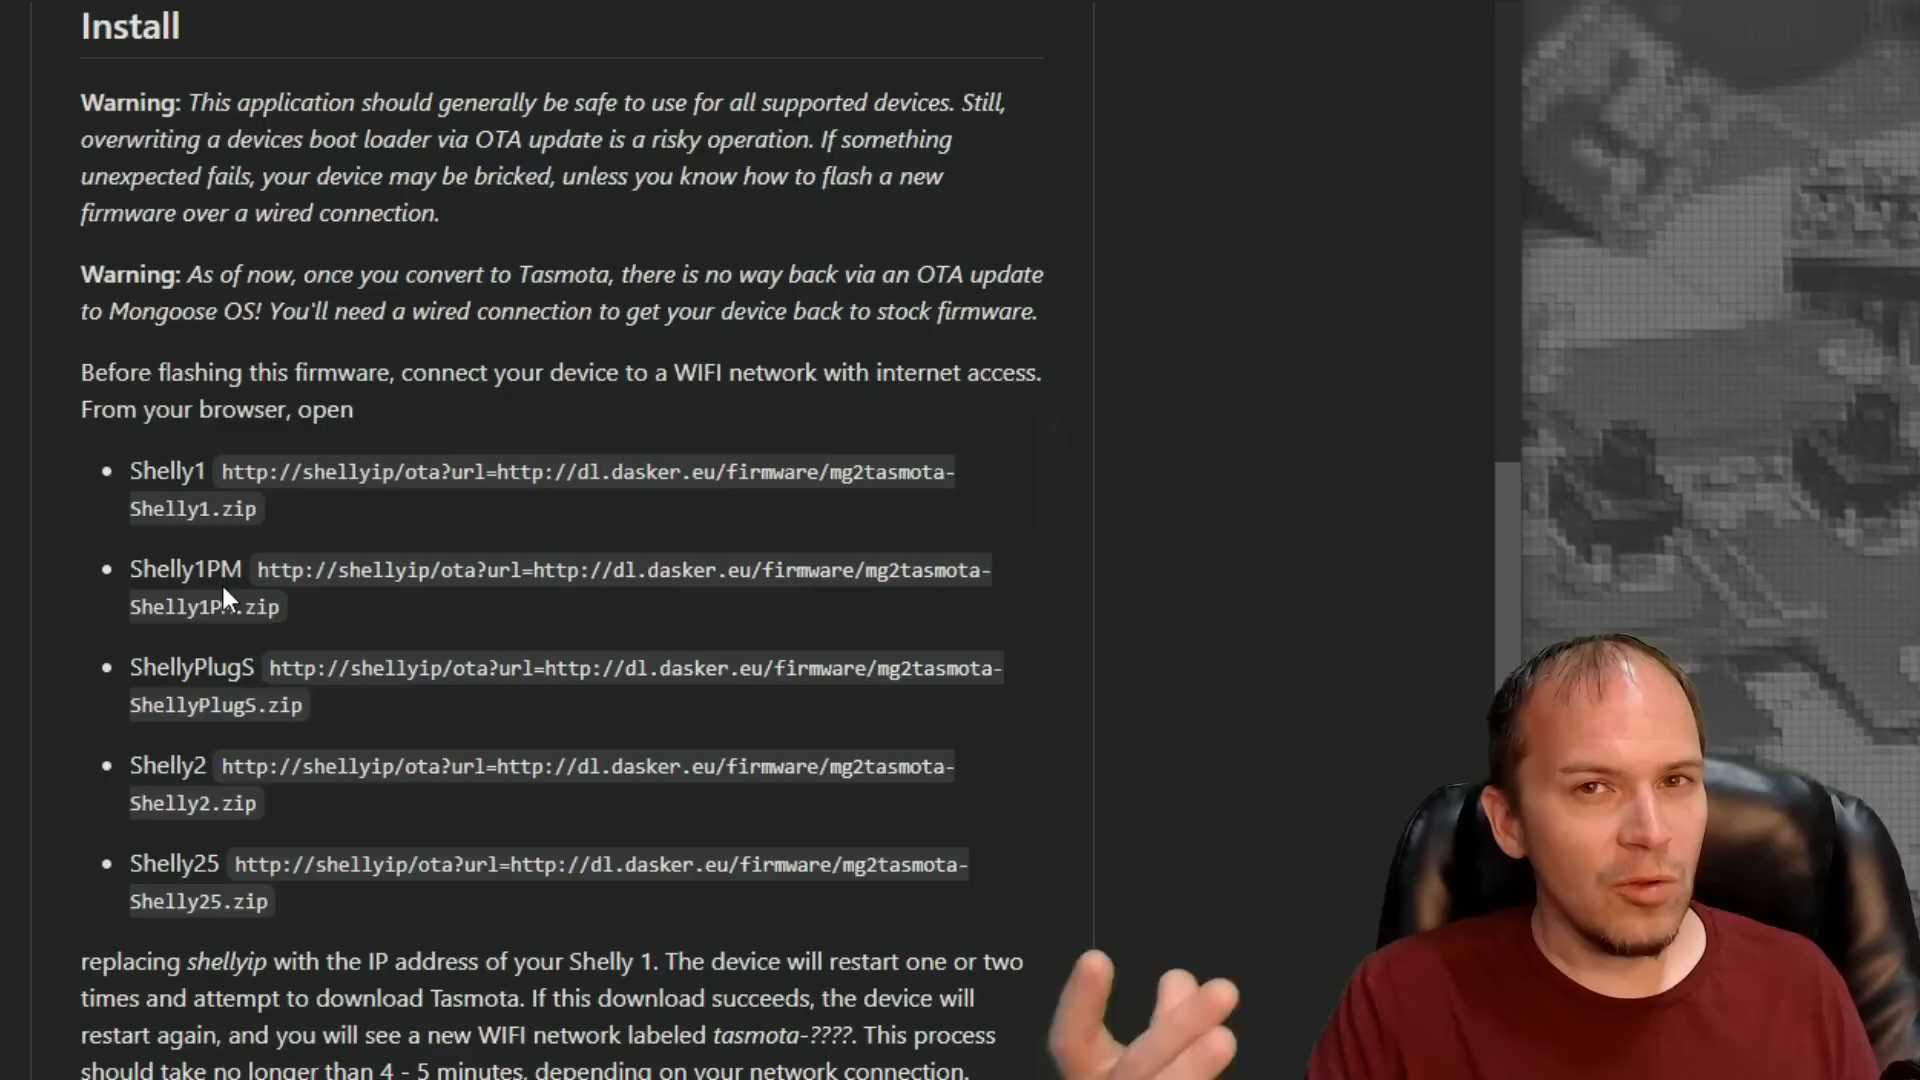 Install
Warning: This application should generally be safe to use for all supported devices. Still,
overwriting a devices boot loader via OTA update is a risky operation. If something
unexpected fails, your device may be bricked, unless you know how to flash a new
firmware over a wired connection.
Warning: As of now, once you convert to Tasmota, there is no way back via an OTA update
to Mongoose OS! You'll need a wired connection to get your device back to stock firmware.
Before flashing this firmware, connect your device to a WIFI network with internet access.
From your browser, open
Shelly1 http://shellyip/ota?url=http://dl.dasker.eu/firmware/mg2tasmota-
Shelly1.zip
Shelly1PM http://shellyip/ota?url=http://dl.dasker.eu/firmware/mg2tasmota-
Shelly1PM.zip
ShellyPlugS http://shellyip/ota?url=http://dl.dasker.eu/firmware/mg2tasmota-
ShellyPlugS.zip
Shelly2 http://shellyip/ota?url=http://dl.dasker.eu/firmware/mg2tasmota-
Shelly2.zip
Shelly25 http://shellyip/ota?url=http://dl.dasker.eu/firmware/mg2tasmota-
Shelly25.zip
replacing shellyip with the IP address of your Shelly 1. The device will restart one or two
times and attempt to download Tasmota. If this download succeeds, the device will
restart again, and you will see a new WIFI network labeled tasmota-????. This process
should take no longer than 4 - 5 minutes, depending on your network connection.